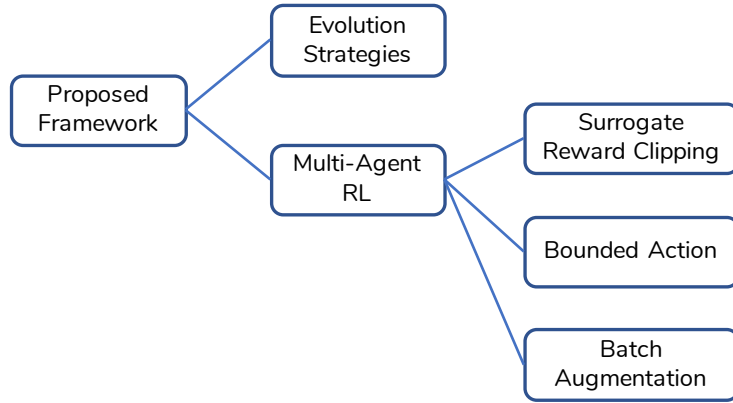 Evolution
Strategies
Proposed
Framework
Multi-Agent
RL
Surrogate
Reward Clipping
Bounded Action
Batch
Augmentation